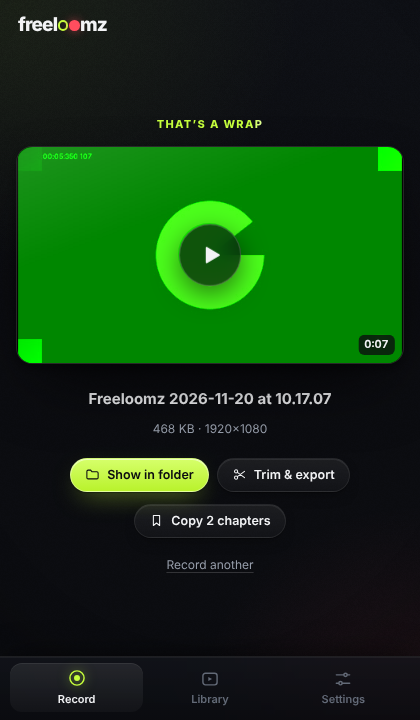 freeloomz
THAT'S A WRAP
00:05.350 107
0:07
Freeloomz 2026-11-20 at 10.17.07
468 KB · 1920×1080
Show in folder
Trim & export
Copy 2 chapters
Record another
Record
Library
Settings